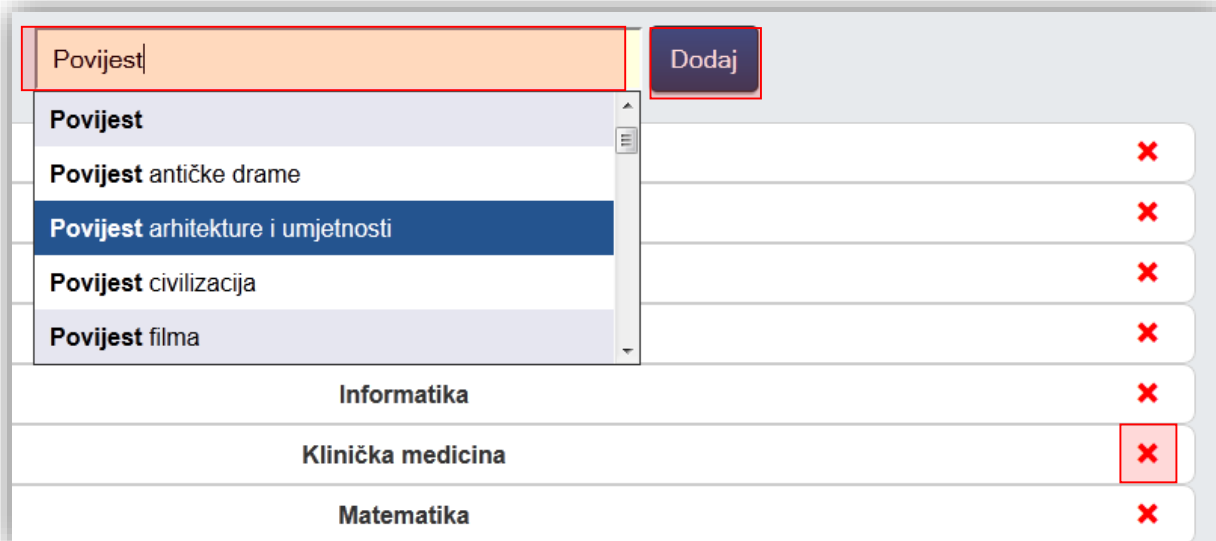 Povijest
Dodaj
Povijest
Povijest antičke drame
Povijest arhitekture i umjetnosti
Povijest civilizacija
Povijest filma
Informatika
Klinička medicina
Matematika